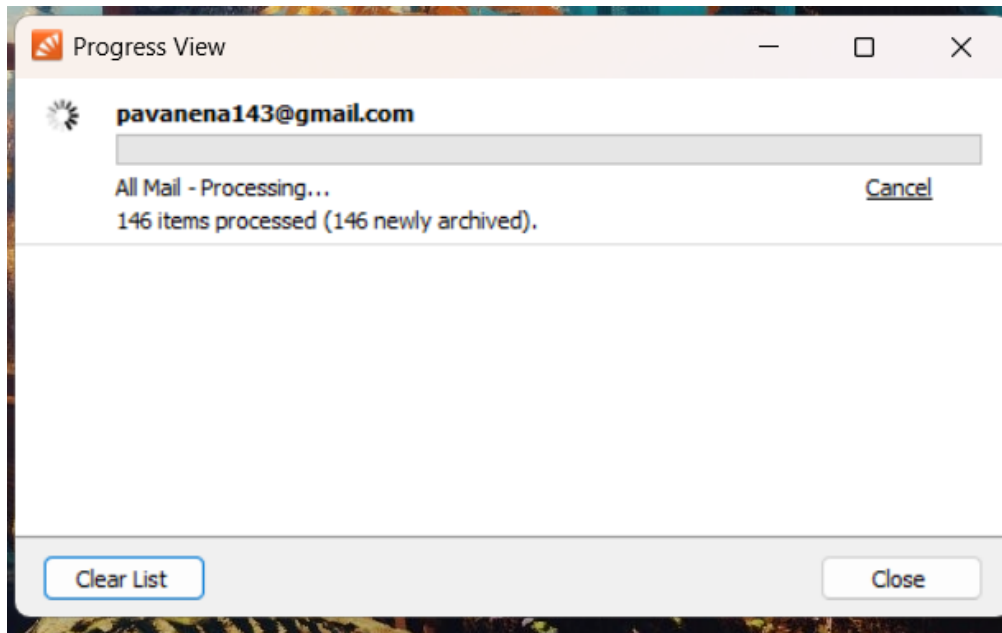 Progress View
pavanena143@gmail.com
All Mail - Processing...
Cancel
146 items processed (146 newly archived).
Clear List
Close